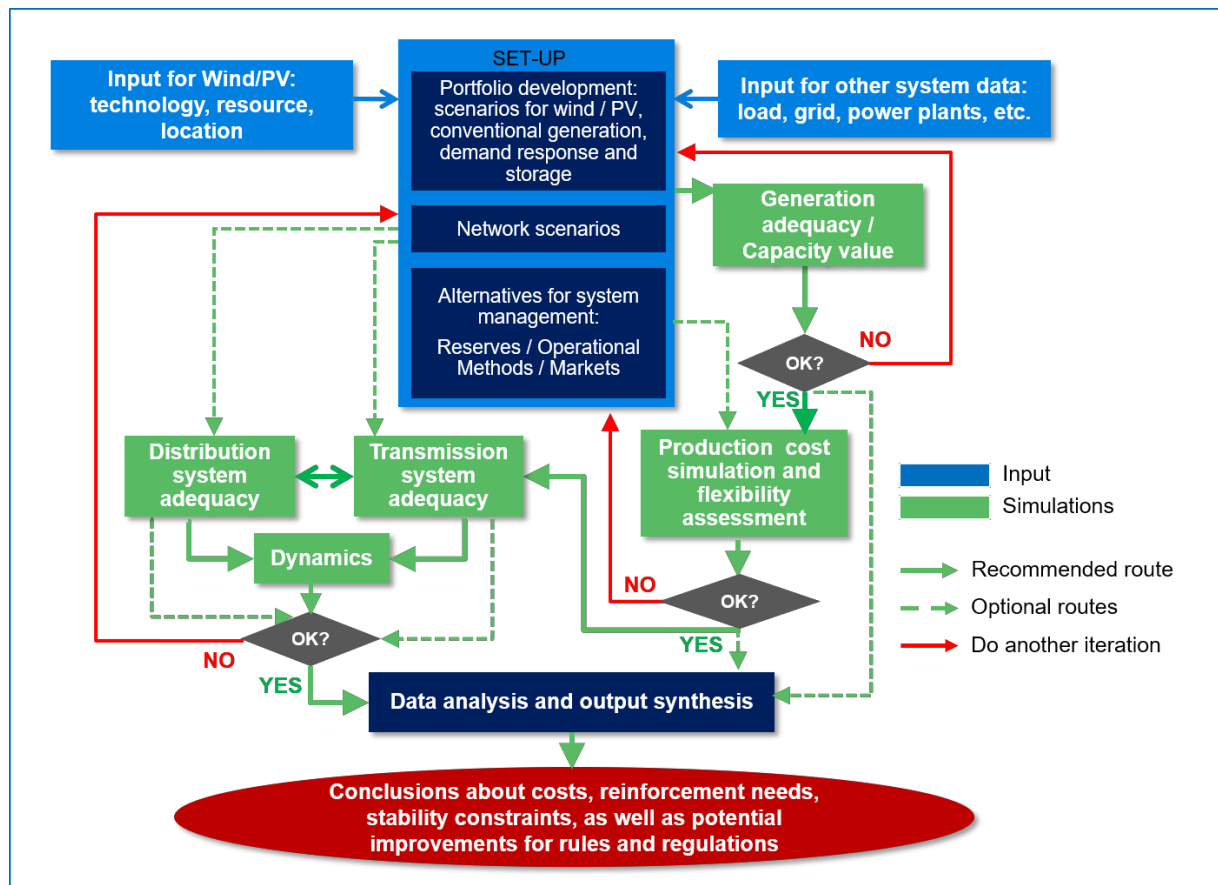 SET-UP
Input for Wind/PV:
technology, resource,
location
Portfolio development:
scenarios for wind / PV,
conventional generation,
demand response and
storage
Input for other system data:
load, grid, power plants, etc.
Network scenarios
Generation
adequacy /
Capacity value
Alternatives for system
management:
Reserves / Operational
Methods / Markets
OK?
NO
YES
Distribution
system
adequacy
Transmission
system
adequacy
Production cost
simulation and
flexibility
assessment
Input
Simulations
Dynamics
Recommended route
Optional routes
Do another iteration
NO
OK?
YES
OK?
NO
YES
Data analysis and output synthesis
Conclusions about costs, reinforcement needs,
stability constraints, as well as potential
improvements for rules and regulations